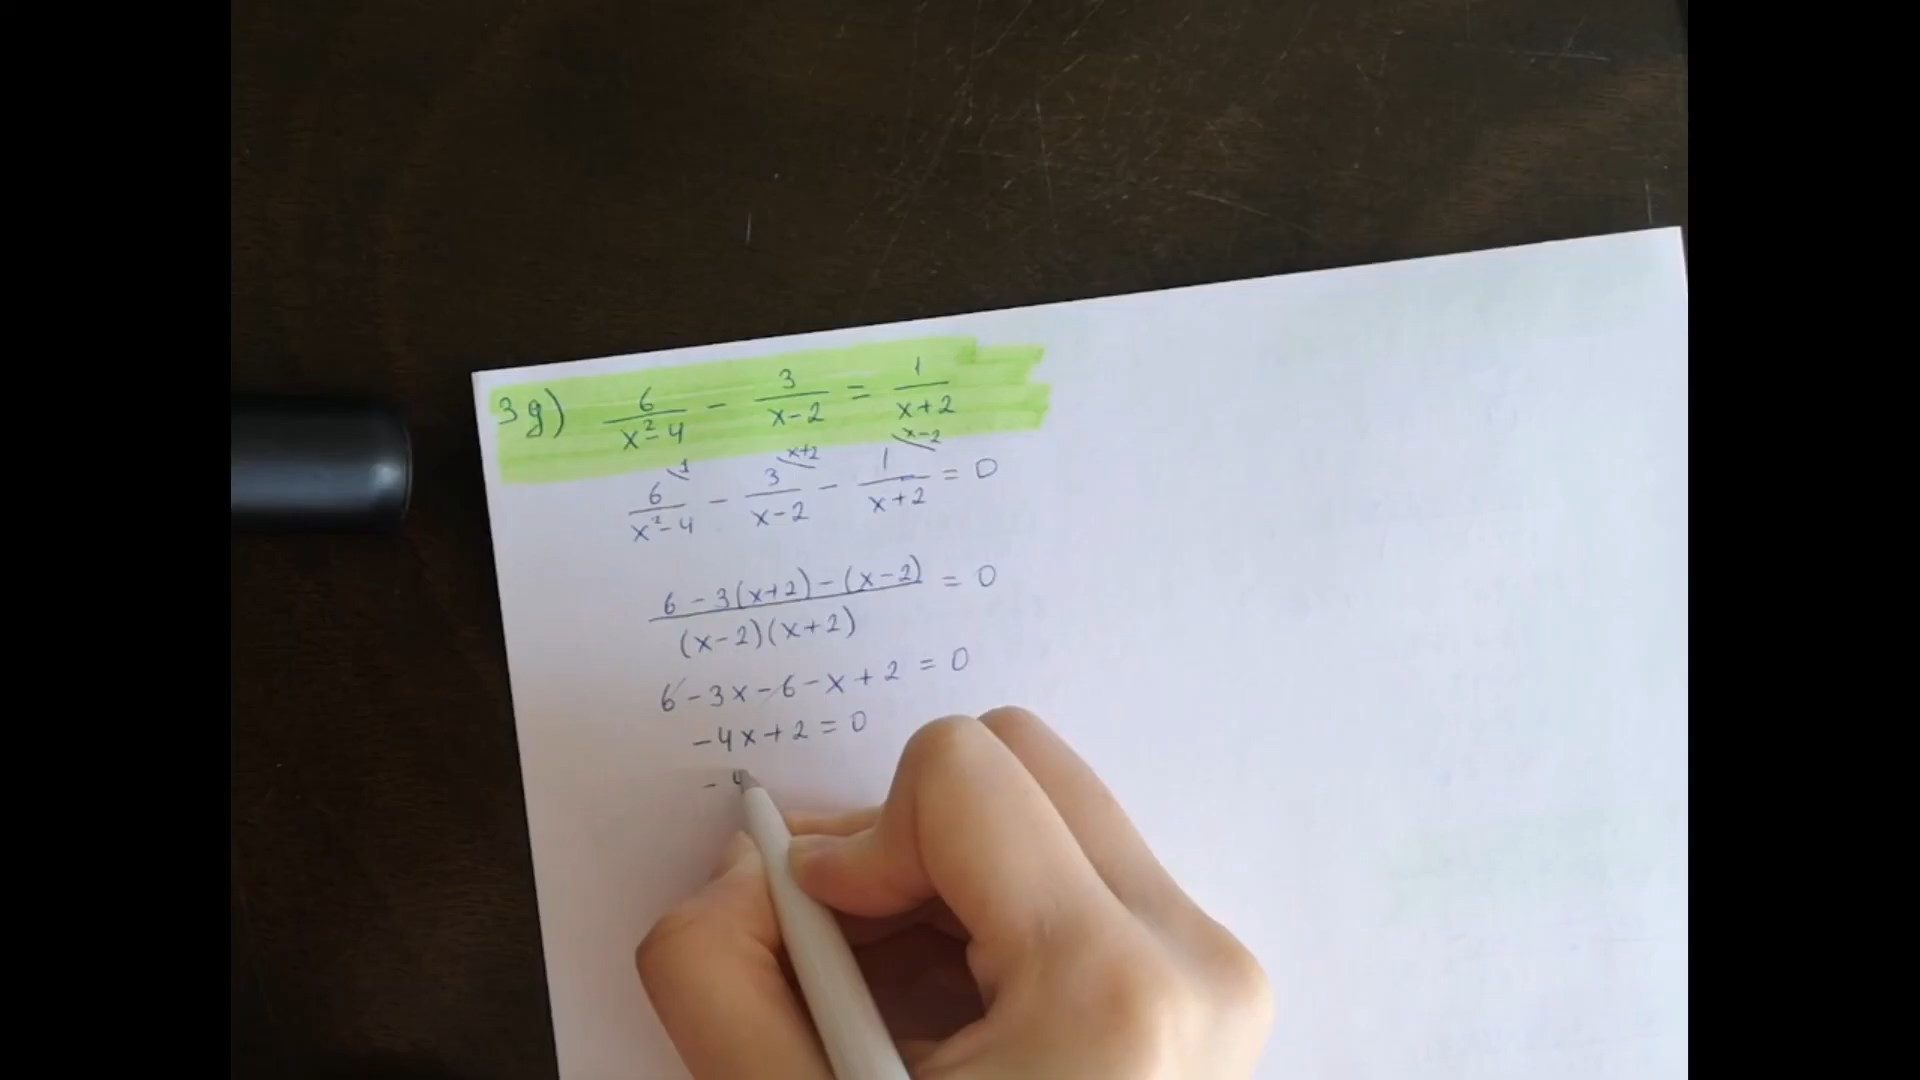 3g) 6/(x²-4) - 3/(x-2) = 1/(x+2)
6/(x²-4) ^1 - 3/(x-2) ^x+2 - 1/(x+2) ^x-2 = 0
(6 - 3(x+2) - (x-2))/((x-2)(x+2)) = 0
6 - 3x - 6 - x + 2 = 0
-4x + 2 = 0
-4